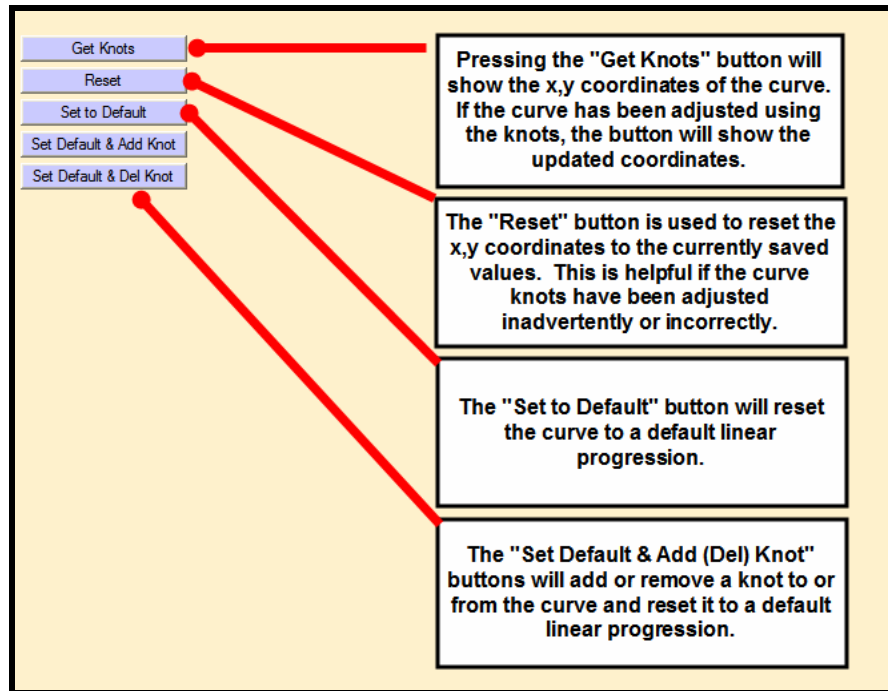 Get Knots
Reset
Set to Default
Set Default & Add Knot
Set Default & Del Knot
Pressing the "Get Knots" button will
show the x,y coordinates of the curve.
If the curve has been adjusted using
the knots, the button will show the
updated coordinates.
The "Reset" button is used to reset the
x,y coordinates to the currently saved
values.  This is helpful if the curve
knots have been adjusted
inadvertently or incorrectly.
The "Set to Default" button will reset
the curve to a default linear
progression.
The "Set Default & Add (Del) Knot"
buttons will add or remove a knot to or
from the curve and reset it to a default
linear progression.